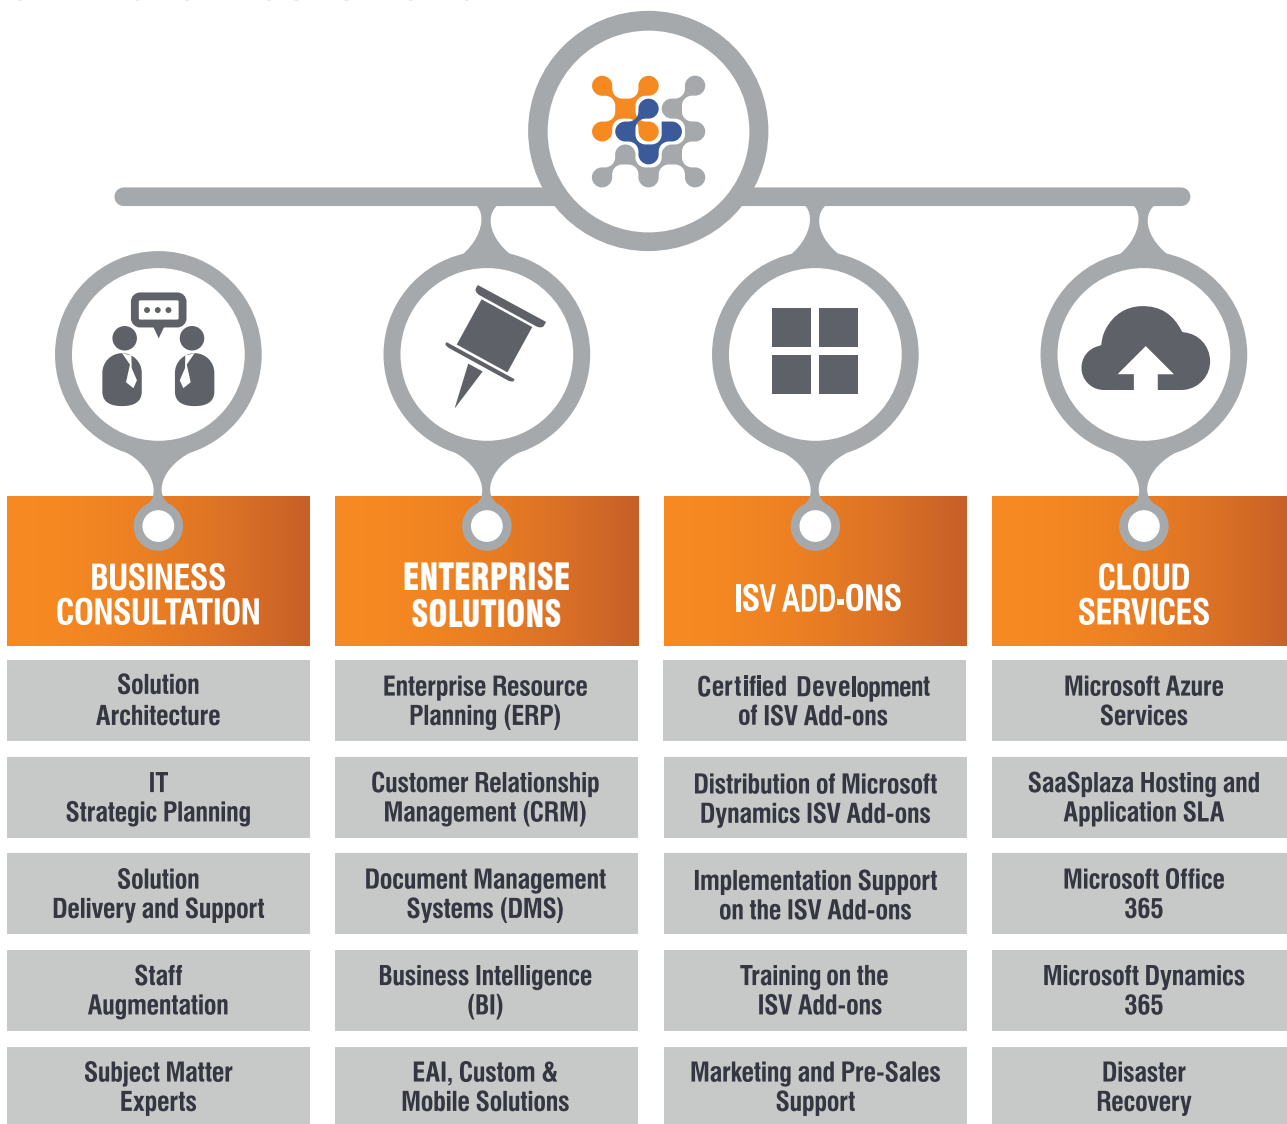 BUSINESS
CONSULTATION
Solution
Architecture
IT
Strategic Planning
Solution
Delivery and Support
Staff
Augmentation
Subject Matter
Experts
ENTERPRISE
SOLUTIONS
Enterprise Resource
Planning (ERP)
Customer Relationship
Management (CRM)
Document Management
Systems (DMS)
Business Intelligence
(BI)
EAI, Custom &
Mobile Solutions
ISV ADD-ONS
Certified Development
of ISV Add-ons
Distribution of Microsoft
Dynamics ISV Add-ons
Implementation Support
on the ISV Add-ons
Training on the
ISV Add-ons
Marketing and Pre-Sales
Support
CLOUD
SERVICES
Microsoft Azure
Services
SaaSplaza Hosting and
Application SLA
Microsoft Office
365
Microsoft Dynamics
365
Disaster
Recovery